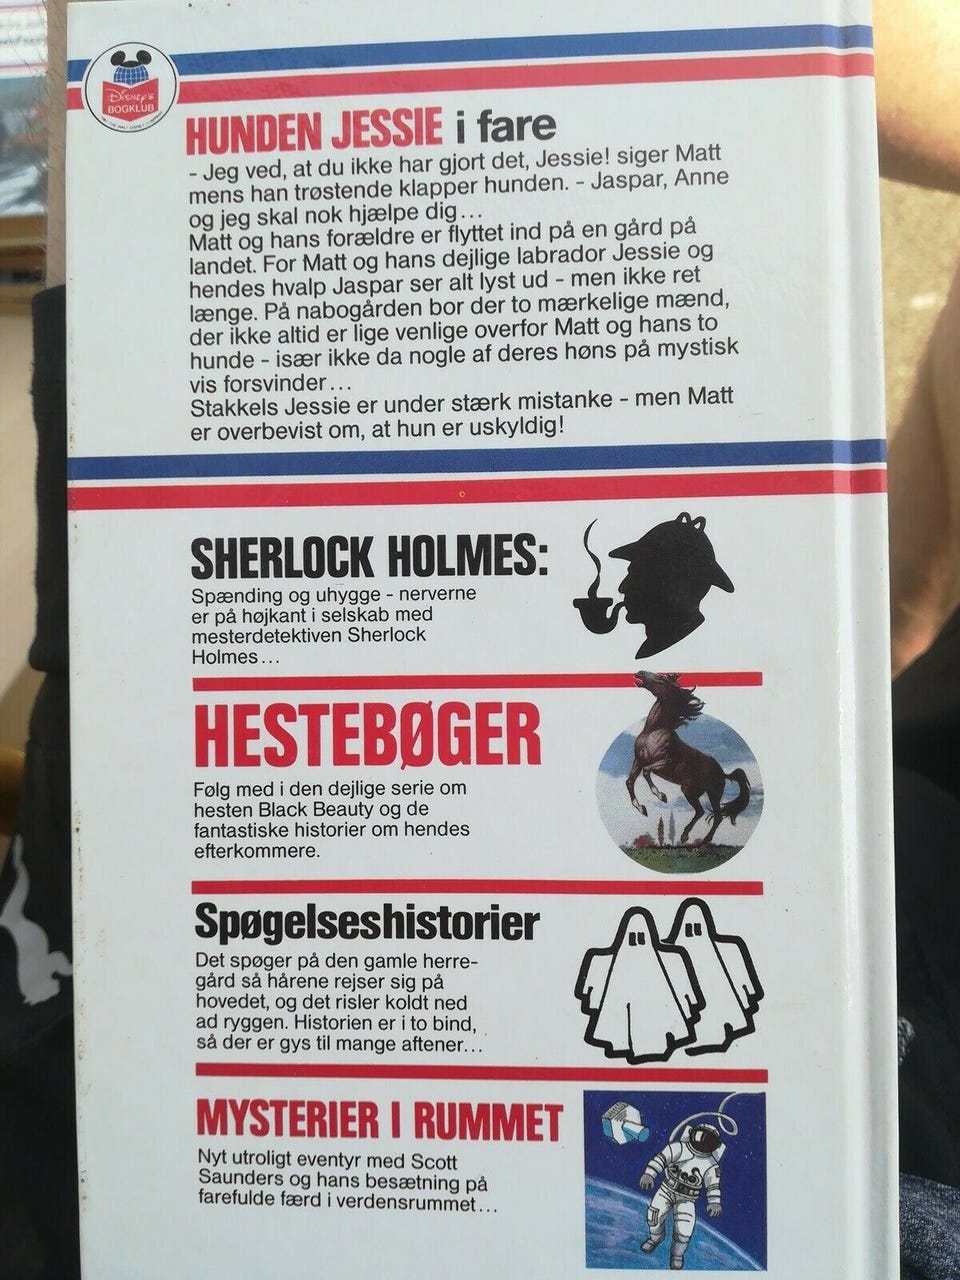 Disney's
BOGKLUB
HUNDEN JESSIE i fare
- Jeg ved, at du ikke har gjort det, Jessie! siger Matt
mens han trøstende klapper hunden. - Jaspar, Anne
og jeg skal nok hjælpe dig...
Matt og hans forældre er flyttet ind på en gård på
landet. For Matt og hans dejlige labrador Jessie og
hendes hvalp Jaspar ser alt lyst ud - men ikke ret
længe. På nabogården bor der to mærkelige mænd,
der ikke altid er lige venlige overfor Matt og hans to
hunde - især ikke da nogle af deres høns på mystisk
vis forsvinder...
Stakkels Jessie er under stærk mistanke - men Matt
er overbevist om, at hun er uskyldig!
SHERLOCK HOLMES:
Spænding og uhygge - nerverne
er på højkant i selskab med
mesterdetektiven Sherlock
Holmes...
HESTEBØGER
Følg med i den dejlige serie om
hesten Black Beauty og de
fantastiske historier om hendes
efterkommere.
Spøgelseshistorier
Det spøger på den gamle herre-
gård så hårene rejser sig på
hovedet, og det risler koldt ned
ad ryggen. Historien er i to bind,
så der er gys til mange aftener...
MYSTERIER I RUMMET
Nyt utroligt eventyr med Scott
Saunders og hans besætning på
farefulde færd i verdensrummet...